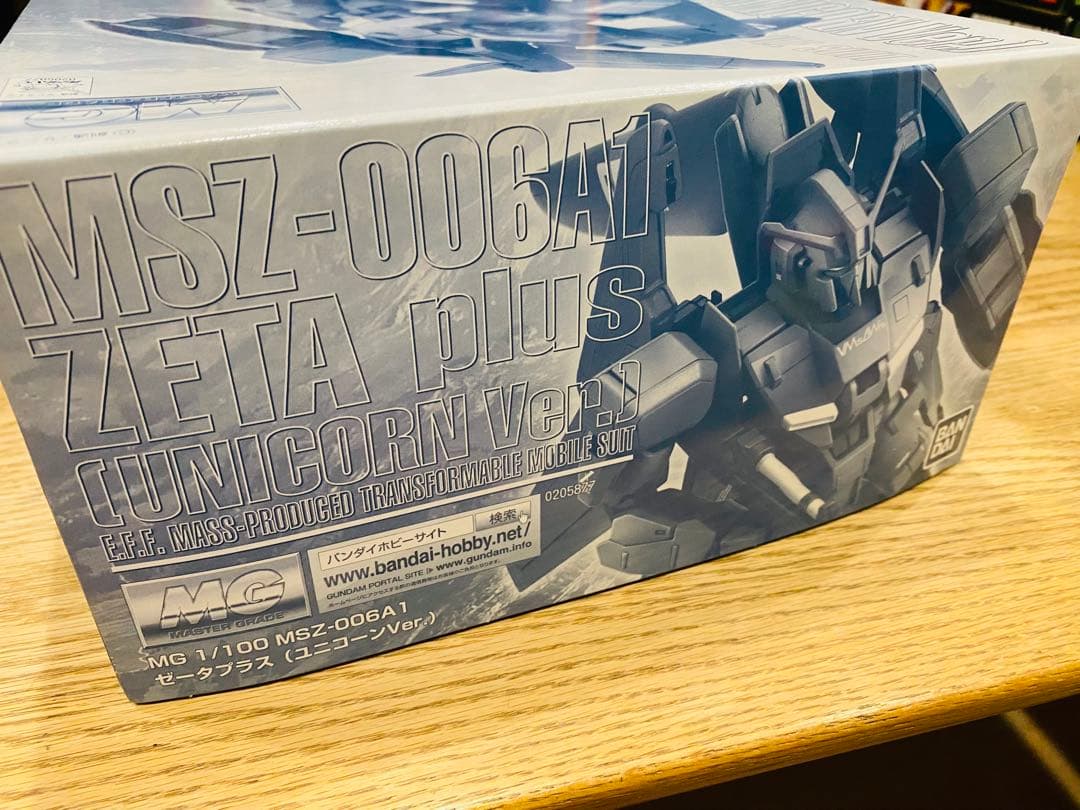 MSZ-006A1
ZETA plus
(UNICORN Ver.)
E.F.F. MASS-PRODUCED TRANSFORMABLE MOBILE SUIT
0205877
バンダイホビーサイト 検索
www.bandai-hobby.net/
GUNDAM PORTAL SITE www.gundam.info
MG
MASTER GRADE
MG 1/100 MSZ-006A1
ゼータプラス (ユニコーンVer.)
BAN
DAI